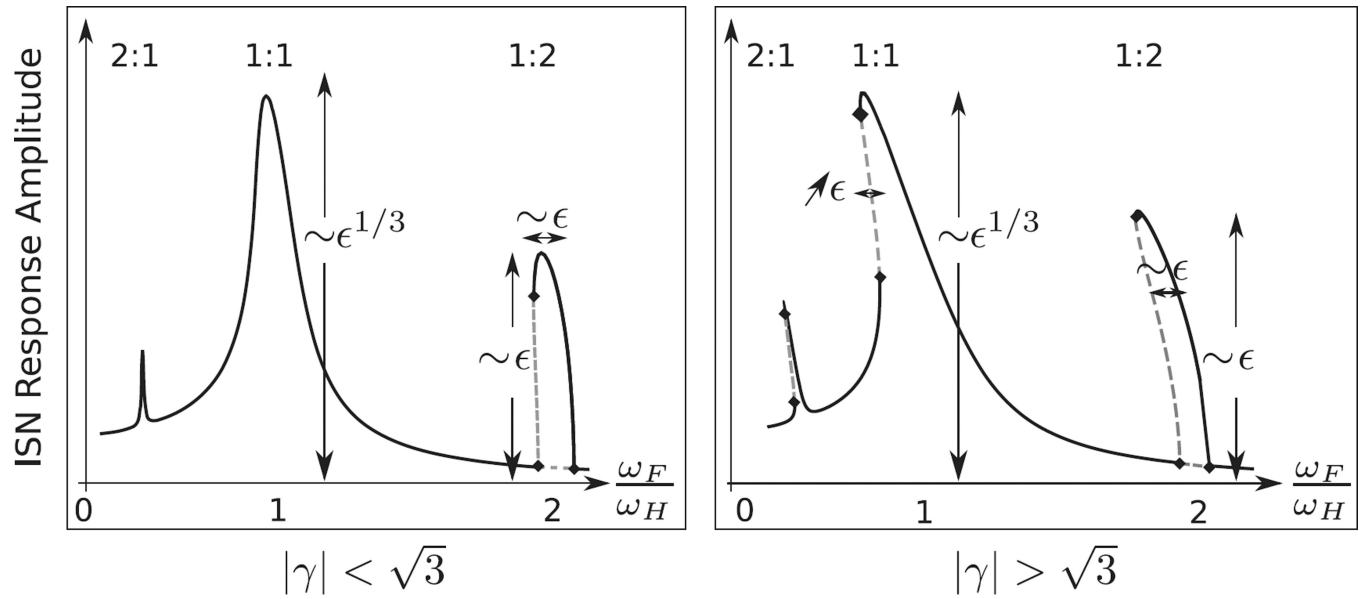 ISN Response Amplitude
2:1 1:1 1:2
∼ϵ
∼ϵ^{1/3}
∼ϵ
ω_F
ω_H
0 1 2
|γ| < √3
2:1 1:1 1:2
ϵ
∼ϵ^{1/3}
∼ϵ
∼ϵ
ω_F
ω_H
0 1 2
|γ| > √3